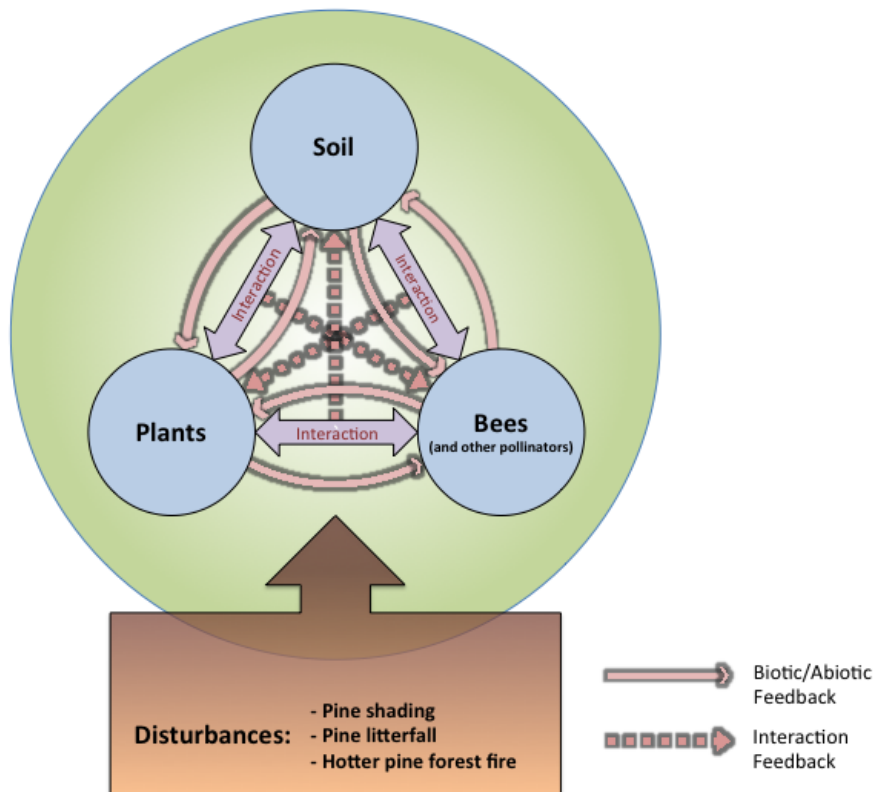 Soil
Interaction
Interaction
Plants
Interaction
Bees
(and other pollinators)
Disturbances:
- Pine shading
- Pine litterfall
- Hotter pine forest fire
Biotic/Abiotic
Feedback
Interaction
Feedback